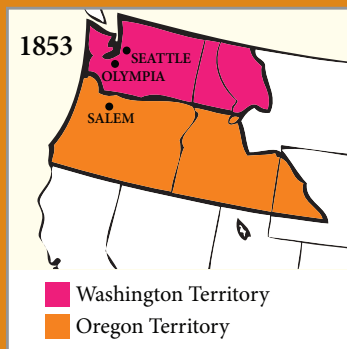 1853
SEATTLE
OLYMPIA
SALEM
Washington Territory
Oregon Territory